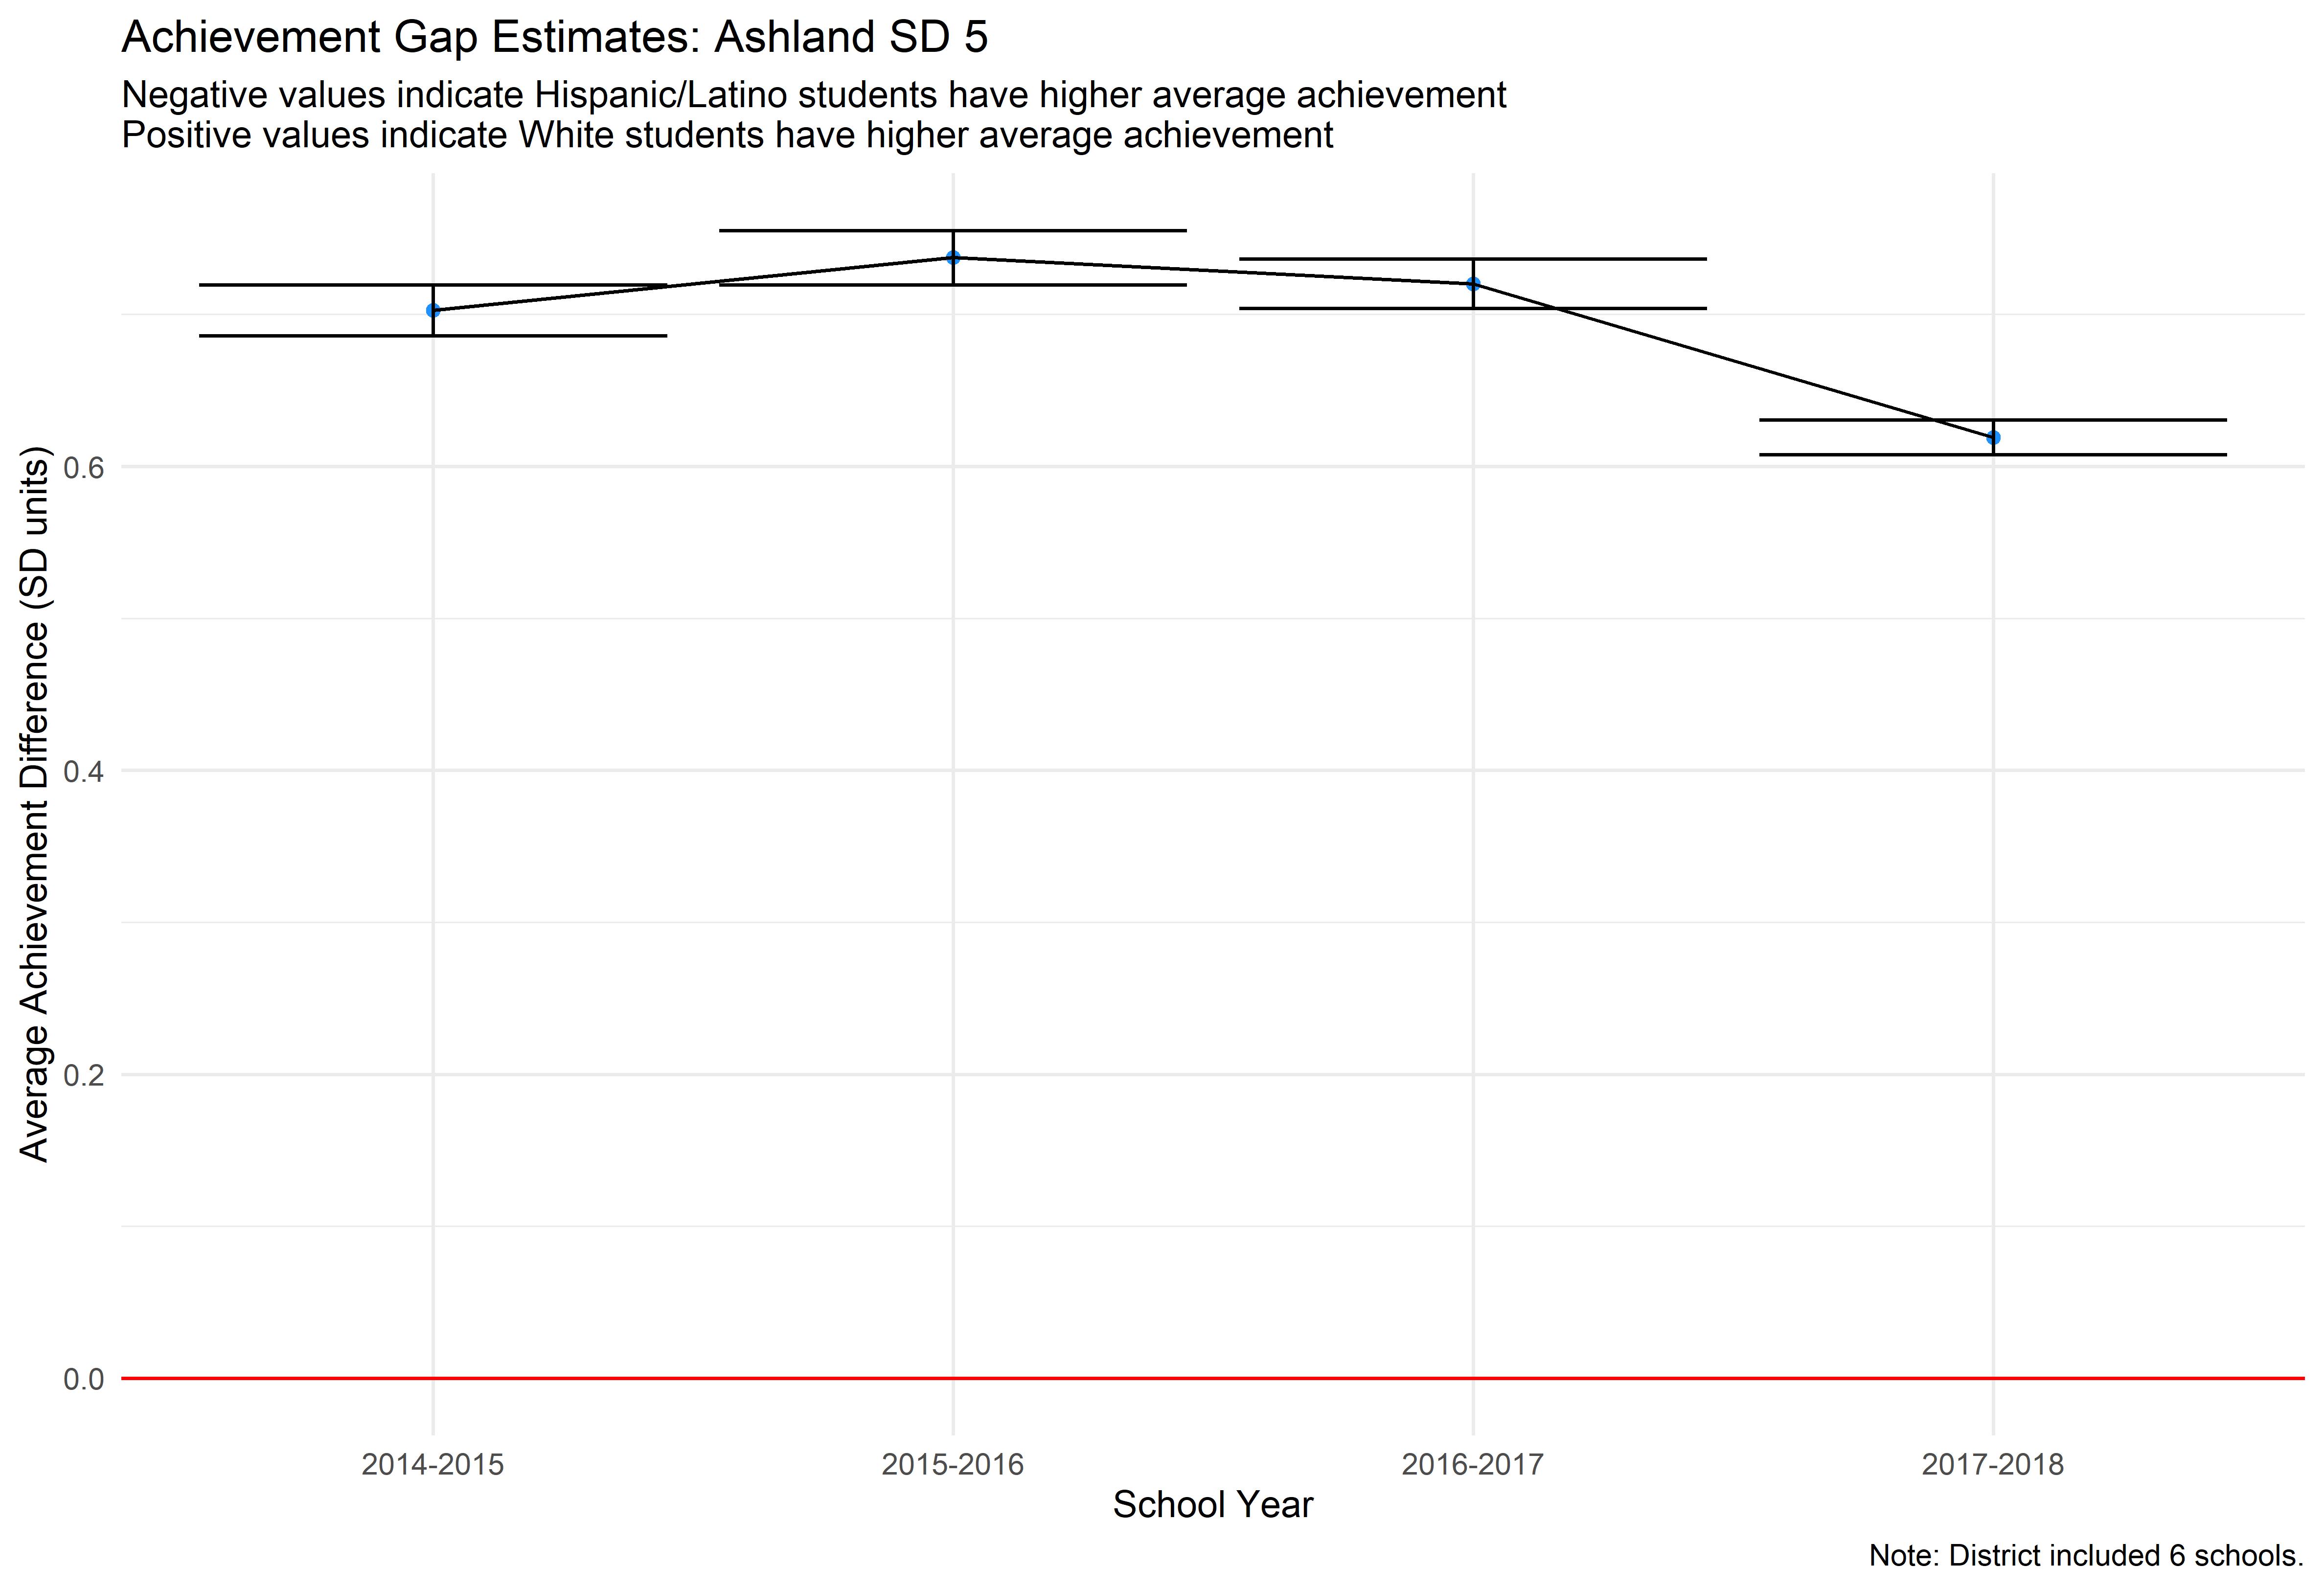 Achievement Gap Estimates: Ashland SD 5
Negative values indicate Hispanic/Latino students have higher average achievement
Positive values indicate White students have higher average achievement
Average Achievement Difference (SD units)
0.6
0.4
0.2
0.0
2014-2015
2015-2016
2016-2017
2017-2018
School Year
Note: District included 6 schools.